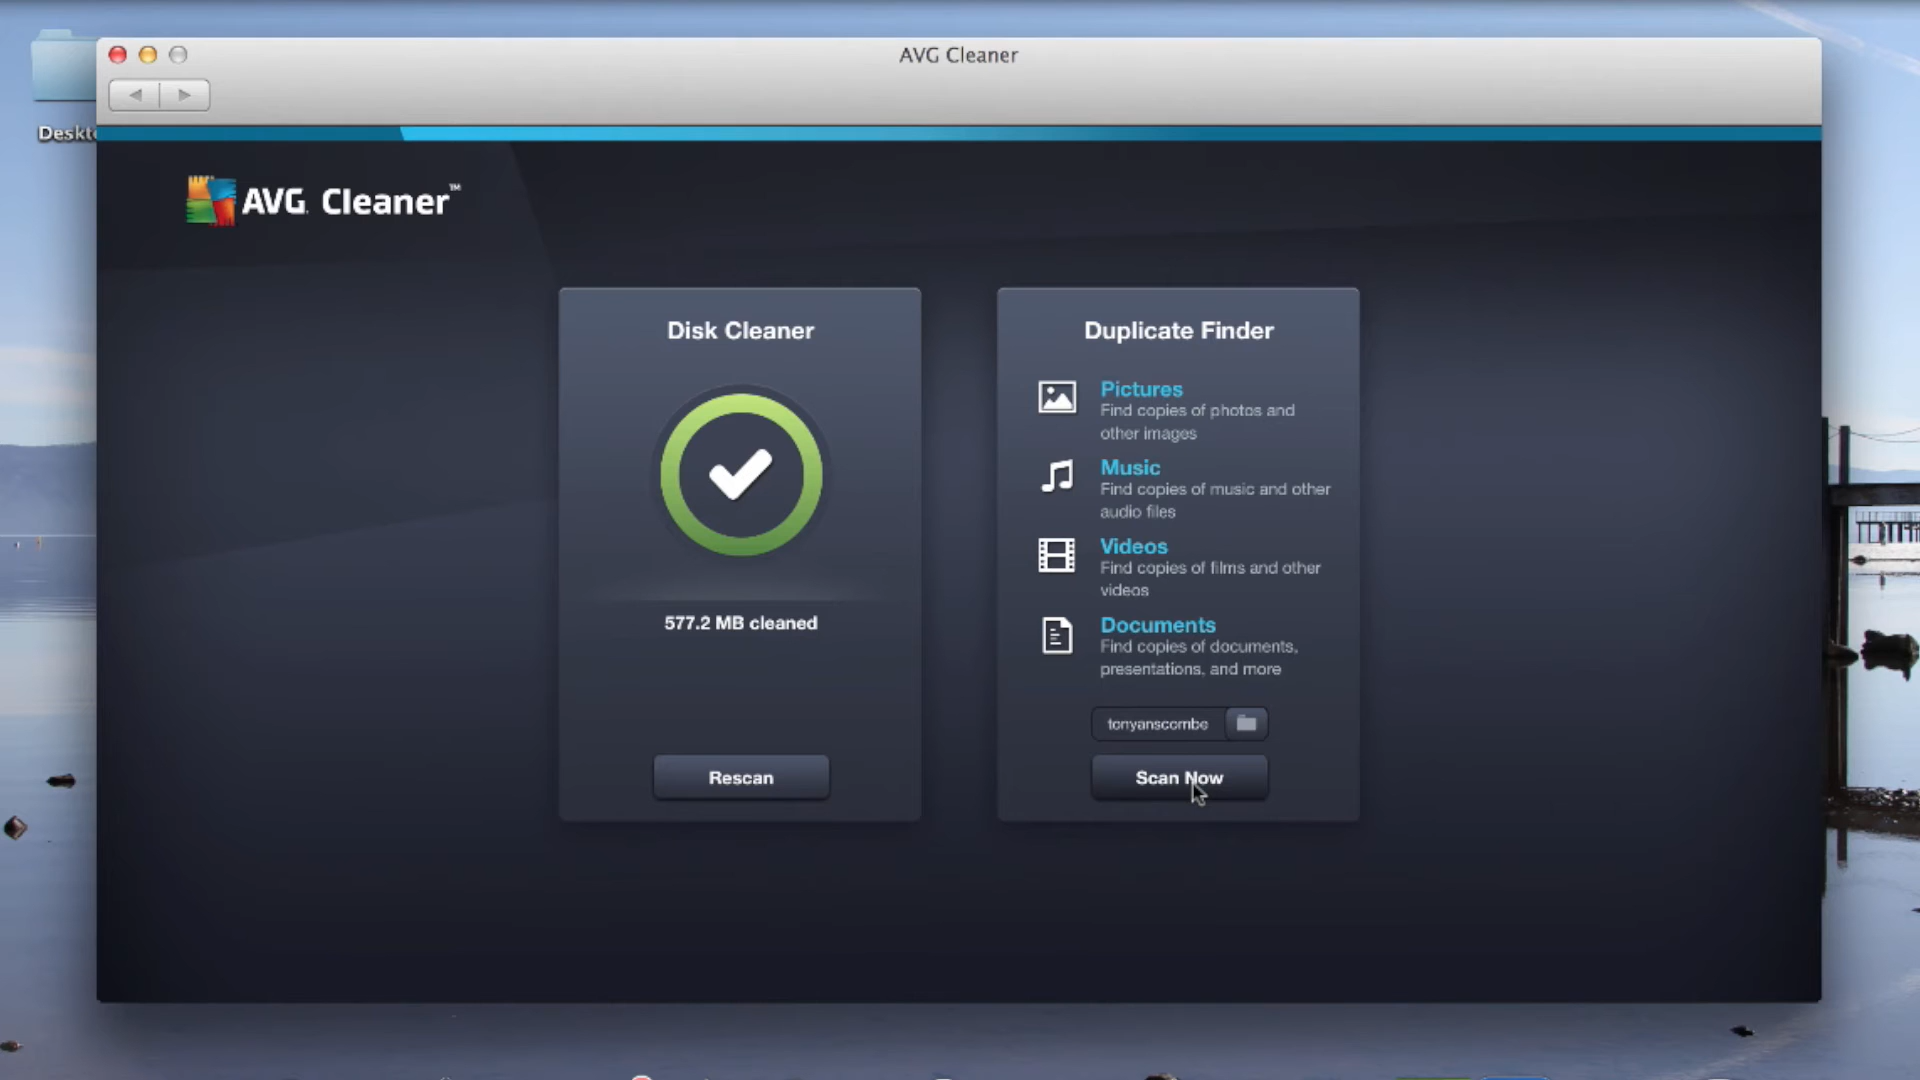 AVG Cleaner
AVG. Cleaner™
Disk Cleaner
577.2 MB cleaned
Rescan
Duplicate Finder
Pictures
Find copies of photos and
other images
Music
Find copies of music and other
audio files
Videos
Find copies of films and other
videos
Documents
Find copies of documents,
presentations, and more
tonyanscombe
Scan Now